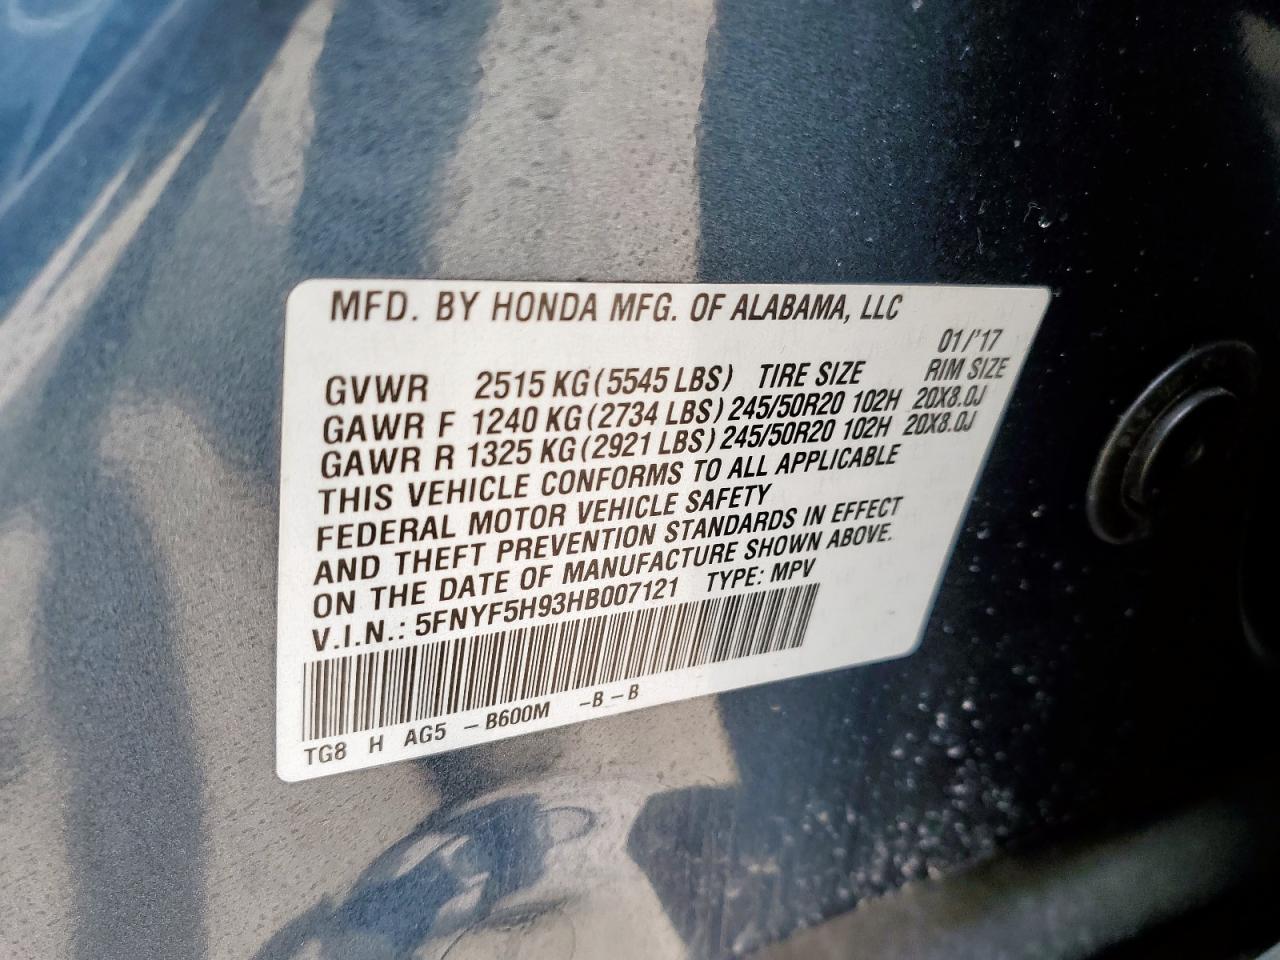 MFD. BY HONDA MFG. OF ALABAMA, LLC
01/'17
GVWR 2515 KG (5545 LBS) TIRE SIZE RIM SIZE
GAWR F 1240 KG (2734 LBS) 245/50R20 102H 20X8.0J
GAWR R 1325 KG (2921 LBS) 245/50R20 102H 20X8.0J
THIS VEHICLE CONFORMS TO ALL APPLICABLE
FEDERAL MOTOR VEHICLE SAFETY
AND THEFT PREVENTION STANDARDS IN EFFECT
ON THE DATE OF MANUFACTURE SHOWN ABOVE.
V.I.N.: 5FNYF5H93HB007121 TYPE: MPV
TG8 H AG5 –B600M –B–B